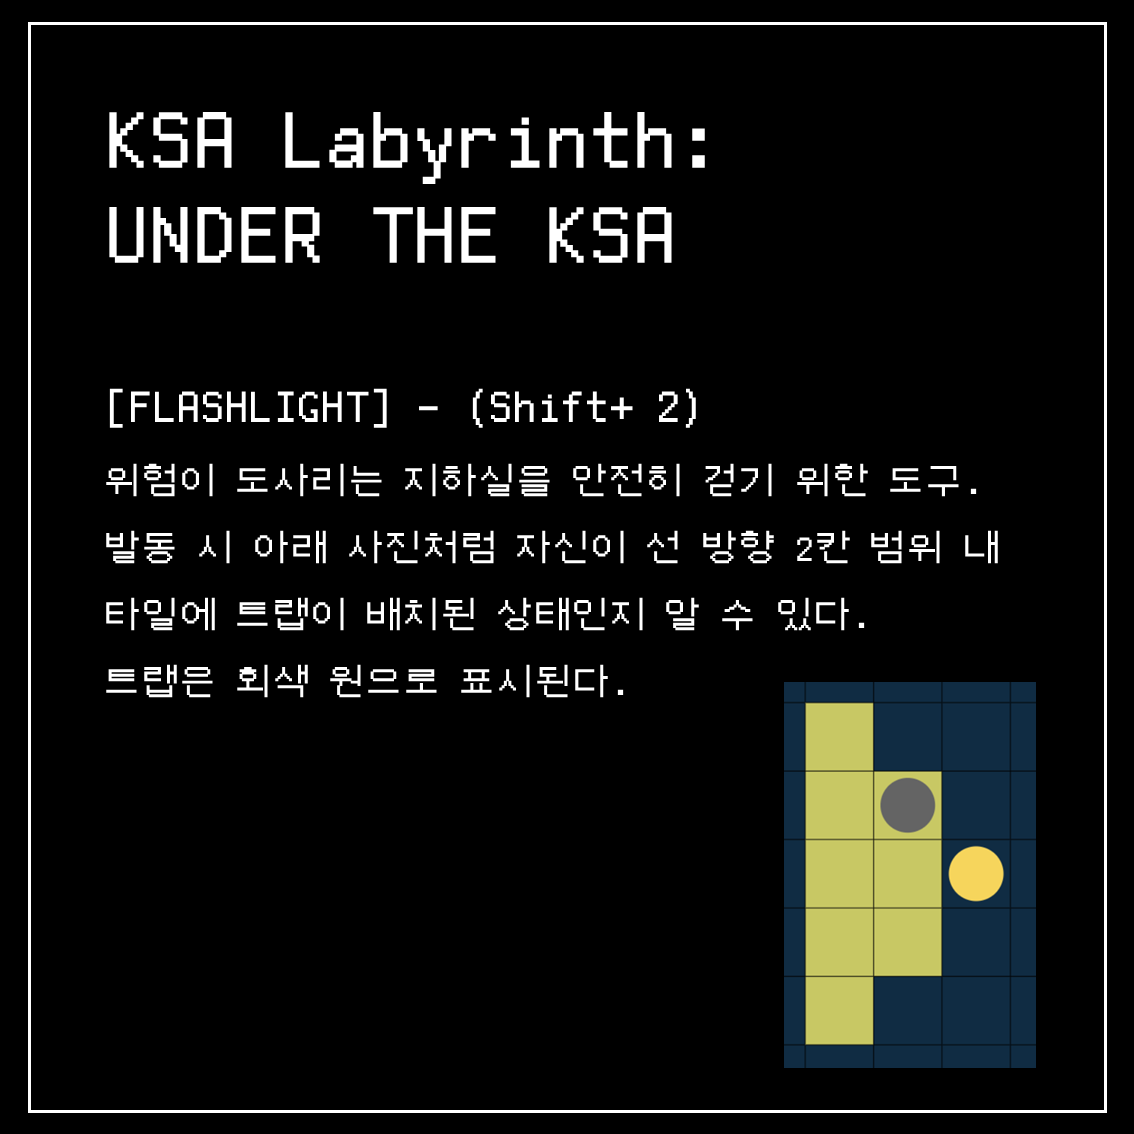 KSA Labyrinth:
UNDER THE KSA
[FLASHLIGHT] - (Shift+ 2)
위험이 도사리는 지하실을 안전히 걷기 위한 도구.
발동 시 아래 사진처럼 자신이 선 방향 2칸 범위 내
타일에 트랩이 배치된 상태인지 알 수 있다.
트랩은 회색 원으로 표시된다.